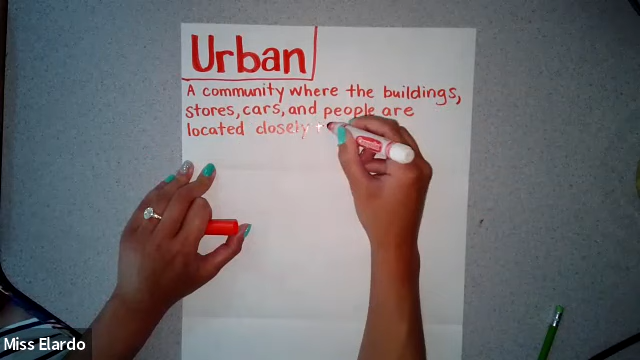 Urban
A community where the buildings,
stores, cars, and people are
located closely t
Miss Elardo